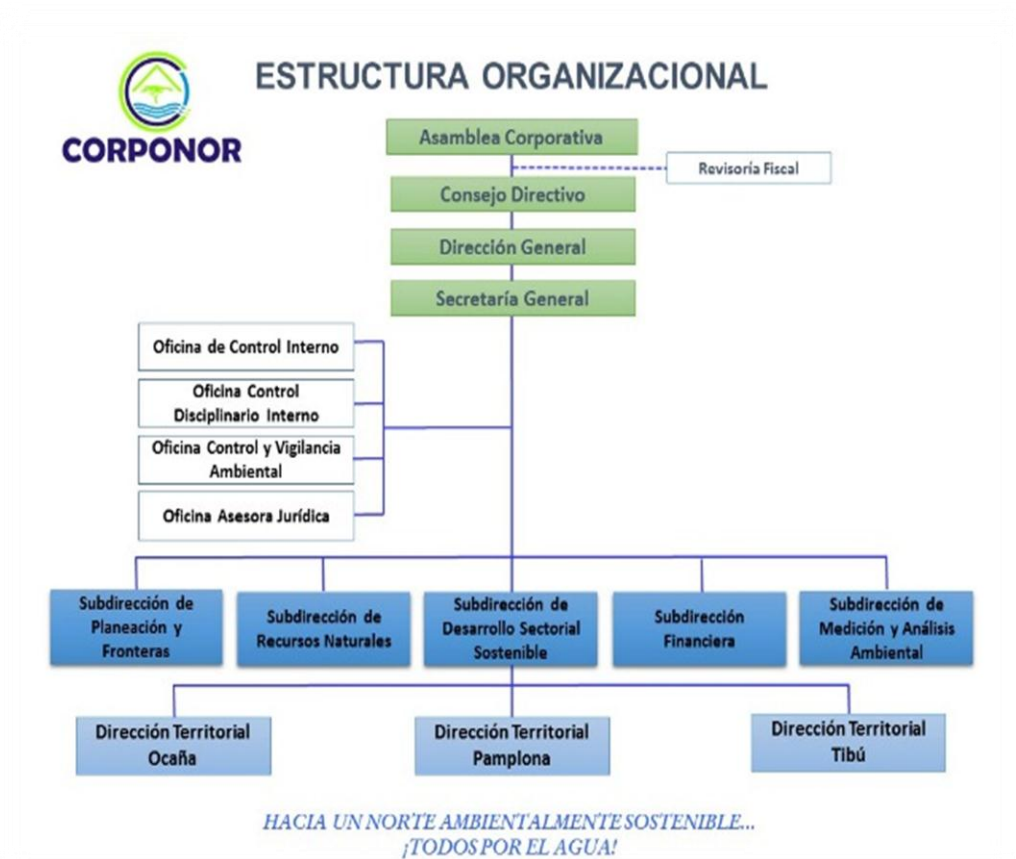 ESTRUCTURA ORGANIZACIONAL
CORPONOR
Asamblea Corporativa
Revisoría Fiscal
Consejo Directivo
Dirección General
Secretaría General
Oficina de Control Interno
Oficina Control
Disciplinario Interno
Oficina Control y Vigilancia
Ambiental
Oficina Asesora Jurídica
Subdirección de
Planeación y
Fronteras
Subdirección de
Recursos Naturales
Subdirección de
Desarrollo Sectorial
Sostenible
Subdirección
Financiera
Subdirección de
Medición y Análisis
Ambiental
Dirección Territorial
Ocaña
Dirección Territorial
Pamplona
Dirección Territorial
Tibú
HACIA UN NORTE AMBIENTALMENTE SOSTENIBLE...
¡TODOS POR EL AGUA!